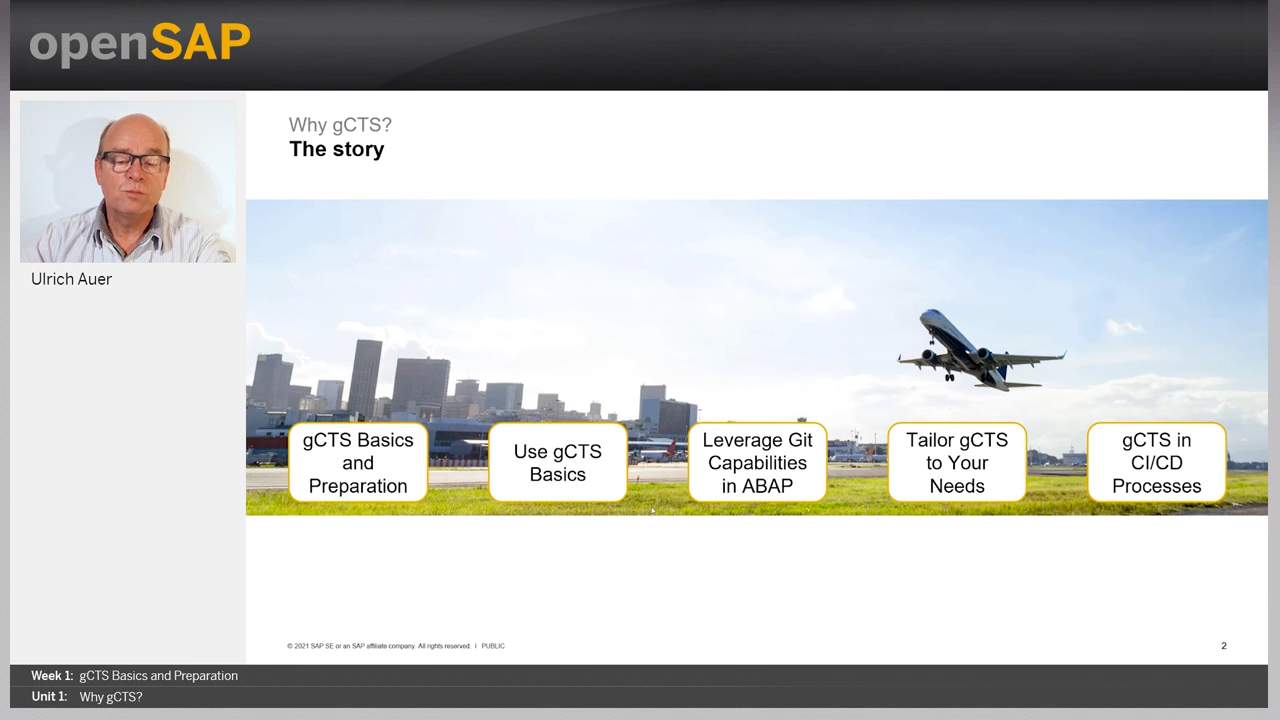 openSAP
Ulrich Auer
Why gCTS?
The story
gCTS Basics
and
Preparation
Use gCTS
Basics
Leverage Git
Capabilities
in ABAP
Tailor gCTS
to Your
Needs
gCTS in
CI/CD
Processes
© 2021 SAP SE or an SAP affiliate company. All rights reserved. I PUBLIC
2
Week 1: gCTS Basics and Preparation
Unit 1: Why gCTS?